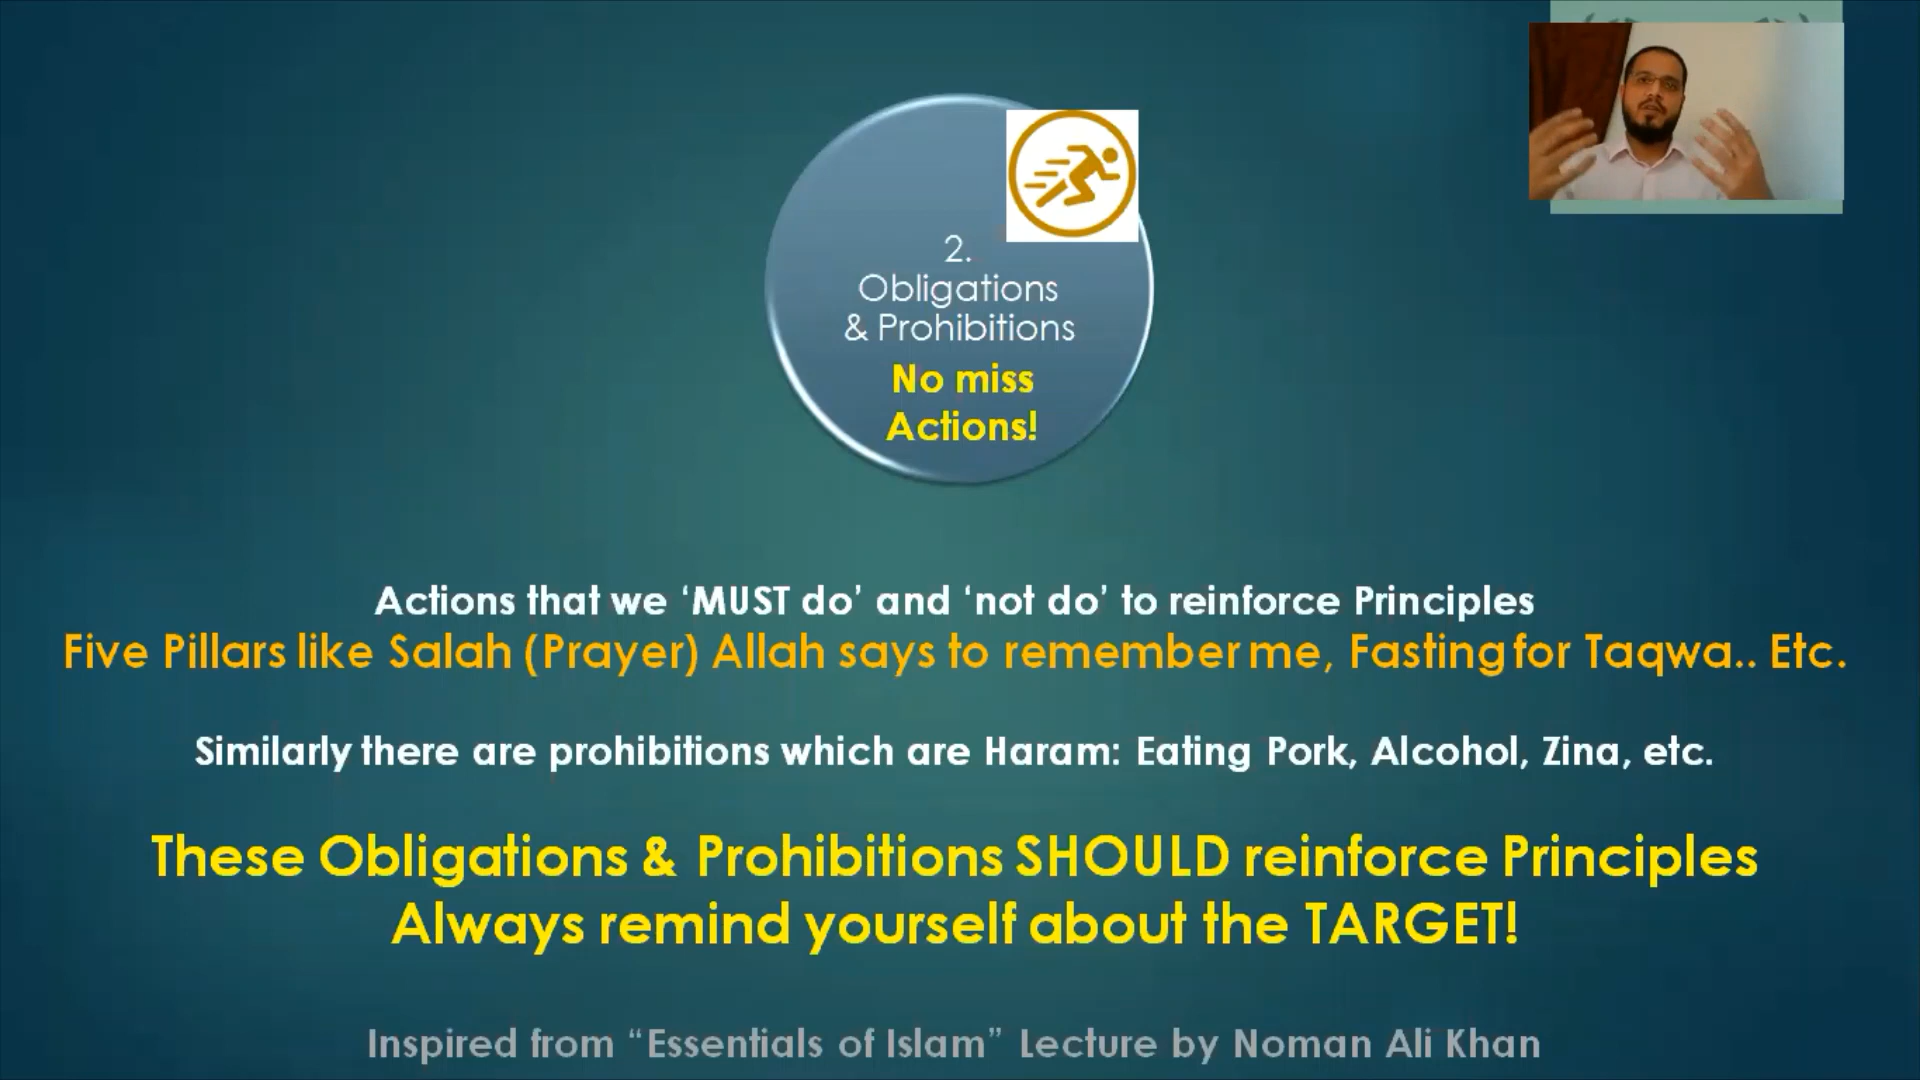 2.
Obligations
& Prohibitions
No miss
Actions!
Actions that we ‘MUST do’ and ‘not do’ to reinforce Principles
Five Pillars like Salah (Prayer) Allah says to remember me, Fasting for Taqwa.. Etc.
Similarly there are prohibitions which are Haram: Eating Pork, Alcohol, Zina, etc.
These Obligations & Prohibitions SHOULD reinforce Principles
Always remind yourself about the TARGET!
Inspired from “Essentials of Islam” Lecture by Noman Ali Khan